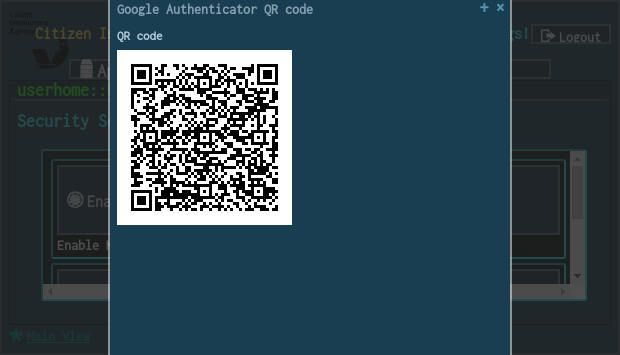 Google Authenticator QR code
+ ×
QR code
Citizen I
s!
Logout
userhome::
Security S
Ena
Enable
Main View